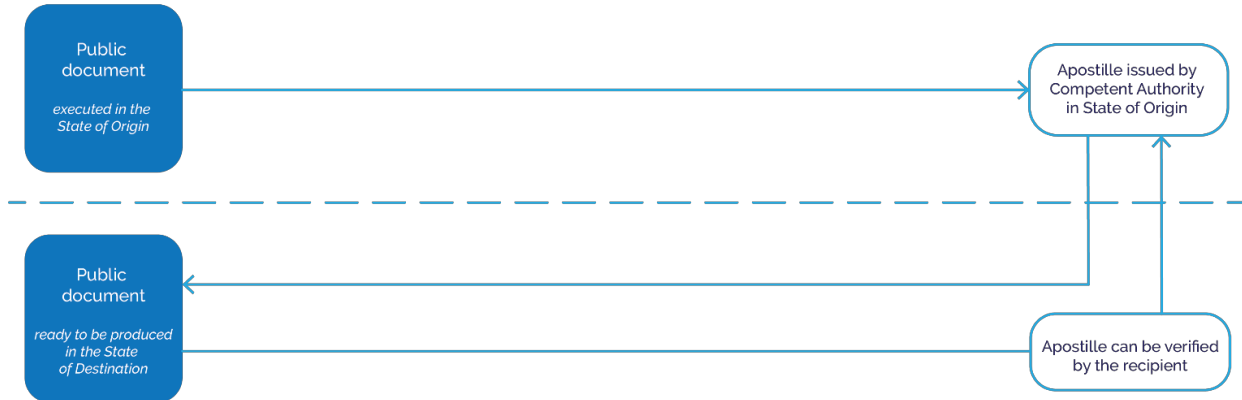 Public
document
executed in the
State of Origin
Apostille issued by
Competent Authority
in State of Origin
Public
document
ready to be produced
in the State
of Destination
Apostille can be verified
by the recipient